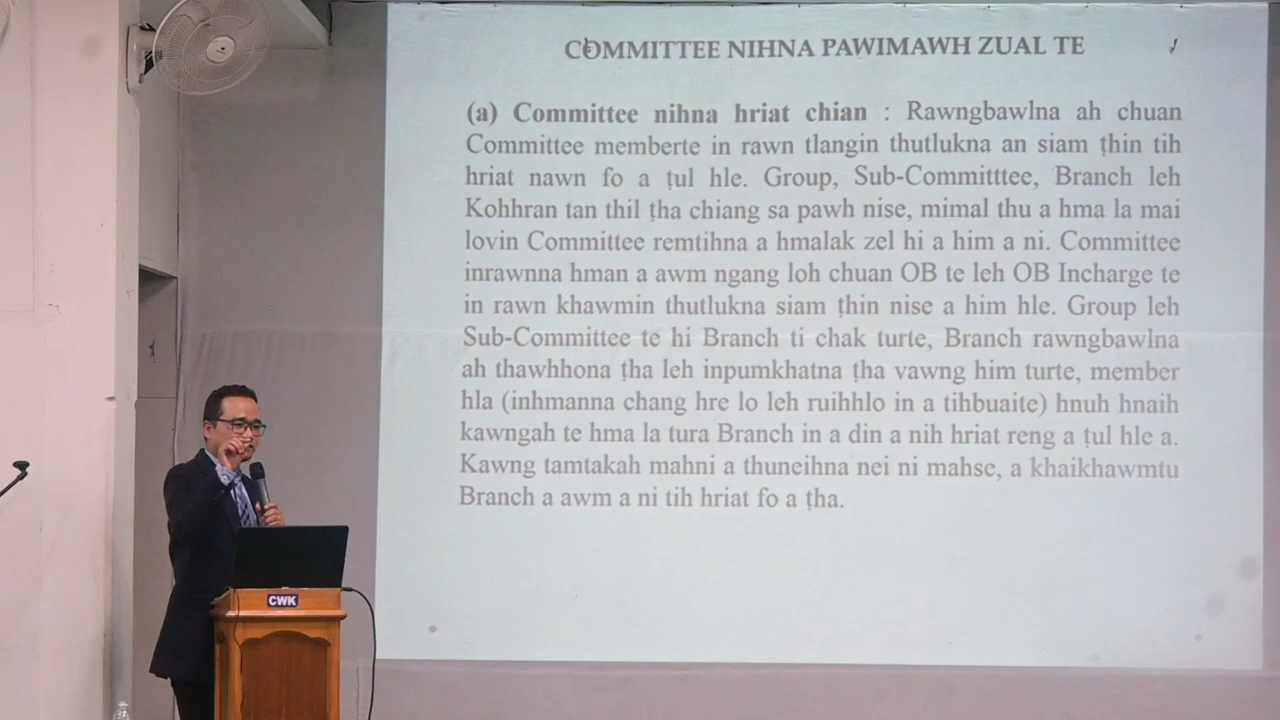 COMMITTEE NIHNA PAWIMAWH ZUAL TE
(a) Committee nihna hriat chian : Rawngbawlna ah chuan
Committee memberte in rawn tlangin thutlukna an siam ṭhin tih
hriat nawn fo a ṭul hle. Group, Sub-Committtee, Branch leh
Kohhran tan thil ṭha chiang sa pawh nise, mimal thu a hma la mai
lovin Committee remtihna a hmalak zel hi a him a ni. Committee
inrawnna hman a awm ngang loh chuan OB te leh OB Incharge te
in rawn khawmin thutlukna siam ṭhin nise a him hle. Group leh
Sub-Committee te hi Branch ti chak turte, Branch rawngbawlna
ah thawhhona ṭha leh inpumkhatna ṭha vawng him turte, member
hla (inhmanna chang hre lo leh ruihhlo in a tihbuaite) hnuh hnaih
kawngah te hma la tura Branch in a din a nih hriat reng a ṭul hle a.
Kawng tamtakah mahni a thuneihna nei ni mahse, a khaikhawmtu
Branch a awm a ni tih hriat fo a ṭha.
CWK